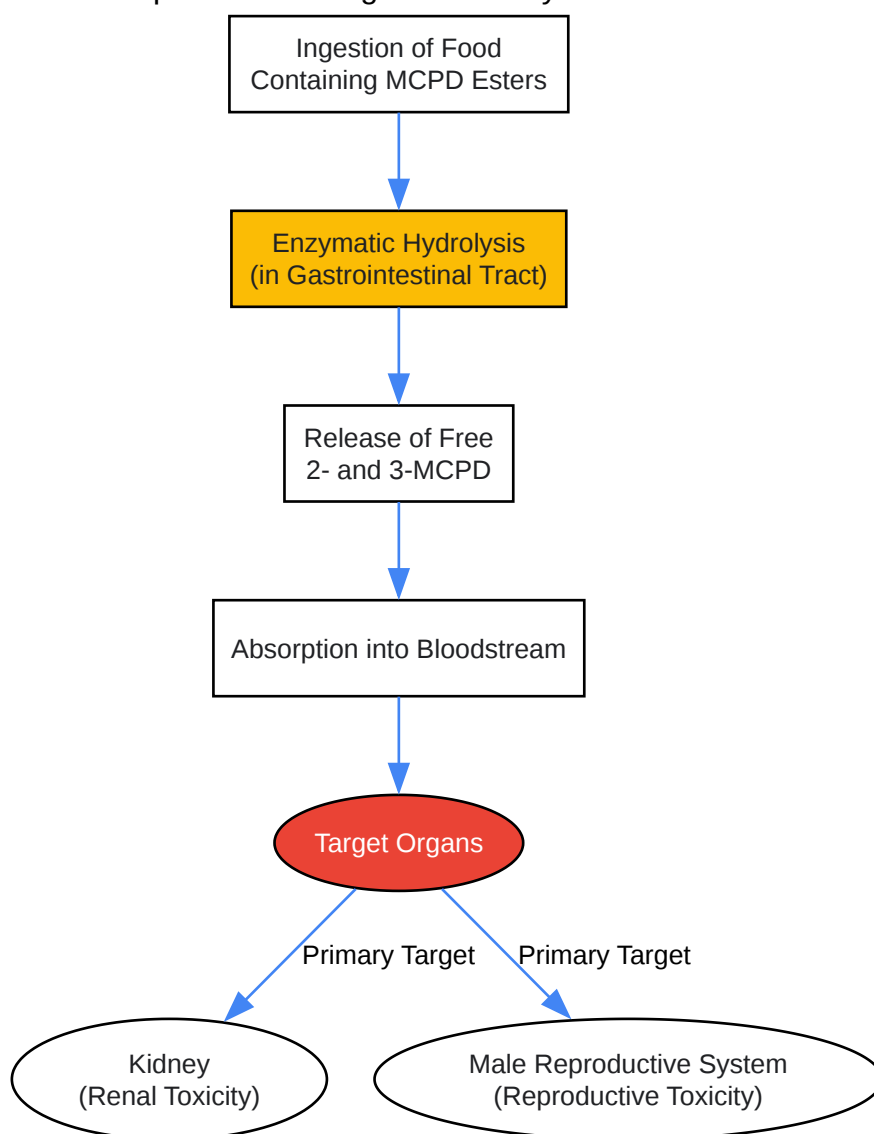 Ingestion of Food
Containing MCPD Esters
Enzymatic Hydrolysis
(in Gastrointestinal Tract)
Release of Free
2- and 3-MCPD
Absorption into Bloodstream
Target Organs
Primary Target
Primary Target
Kidney
(Renal Toxicity)
Male Reproductive System
(Reproductive Toxicity)